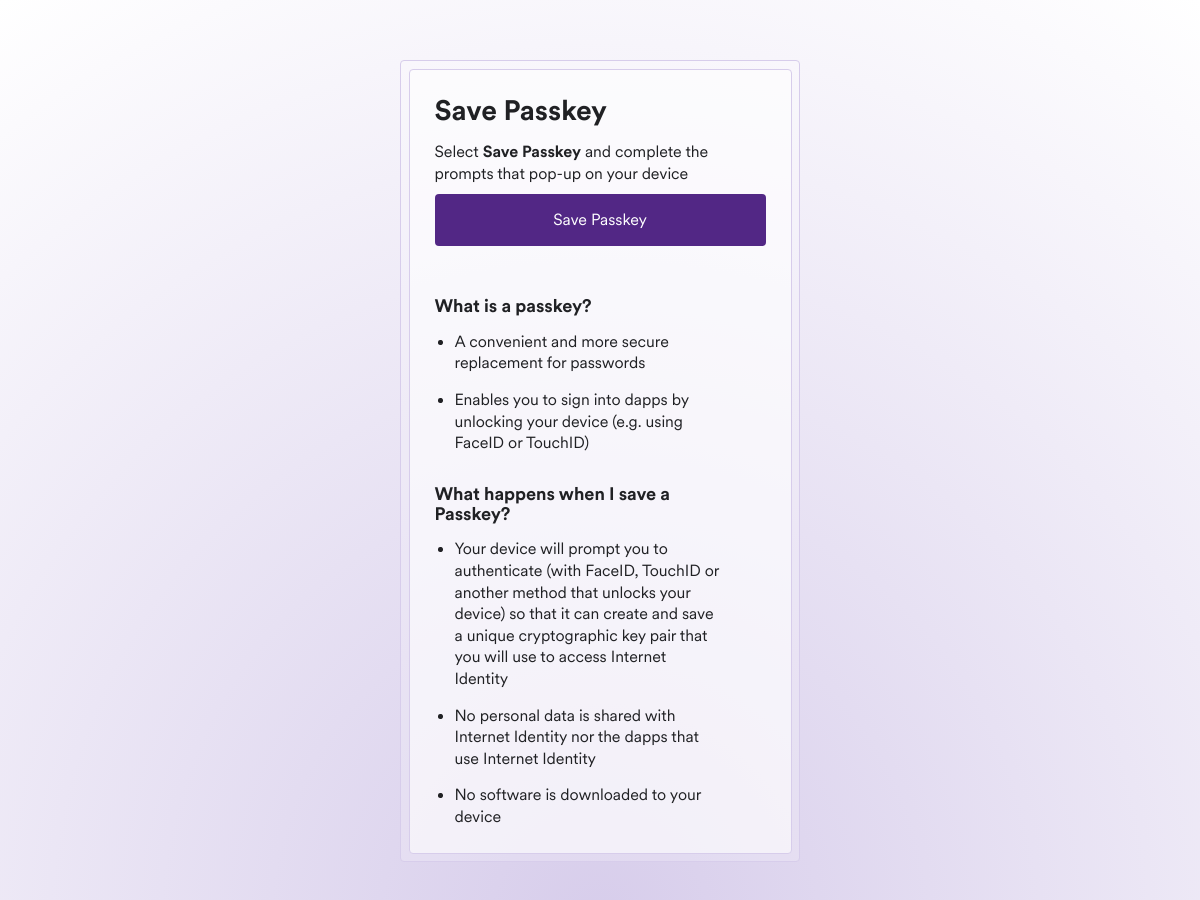 Save Passkey
Select Save Passkey and complete the
prompts that pop-up on your device
Save Passkey
What is a passkey?
• A convenient and more secure
replacement for passwords
• Enables you to sign into dapps by
unlocking your device (e.g. using
FaceID or TouchID)
What happens when I save a
Passkey?
• Your device will prompt you to
authenticate (with FaceID, TouchID or
another method that unlocks your
device) so that it can create and save
a unique cryptographic key pair that
you will use to access Internet
Identity
• No personal data is shared with
Internet Identity nor the dapps that
use Internet Identity
• No software is downloaded to your
device